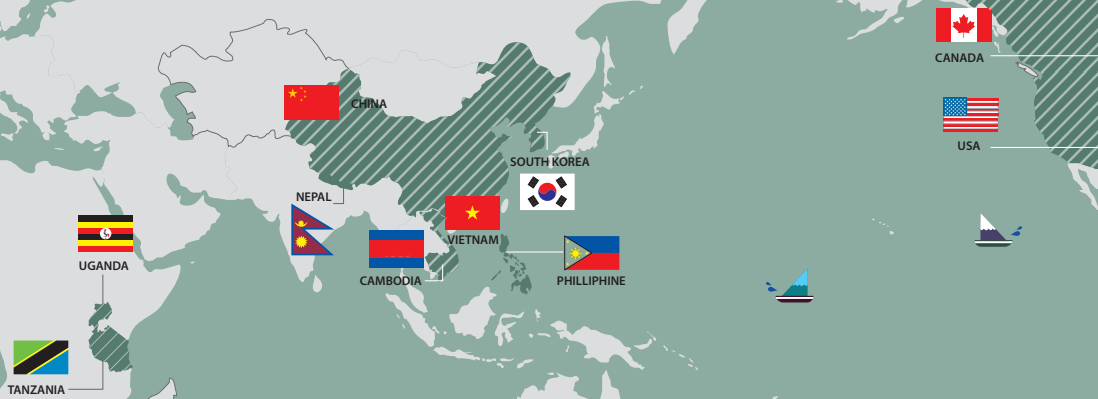 CANADA
CHINA
USA
SOUTH KOREA
NEPAL
VIETNAM
UGANDA
CAMBODIA
PHILLIPHINE
TANZANIA